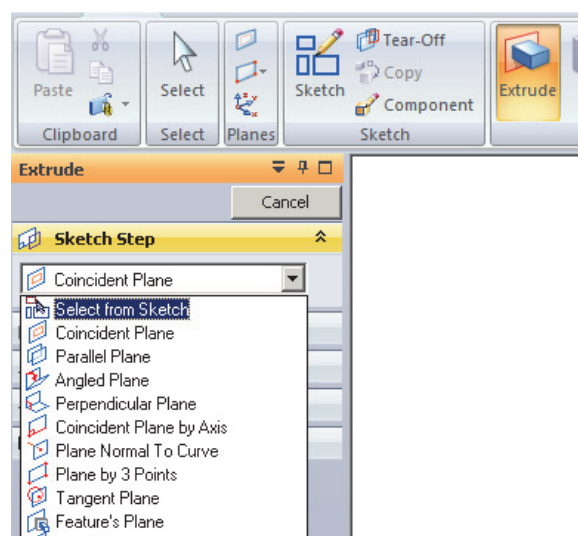 Tear-Off
Copy
Paste Select Sketch Component Extrude
Clipboard Select Planes Sketch
Extrude
Cancel
Sketch Step
Coincident Plane
Select from Sketch
Coincident Plane
Parallel Plane
Angled Plane
Perpendicular Plane
Coincident Plane by Axis
Plane Normal To Curve
Plane by 3 Points
Tangent Plane
Feature's Plane